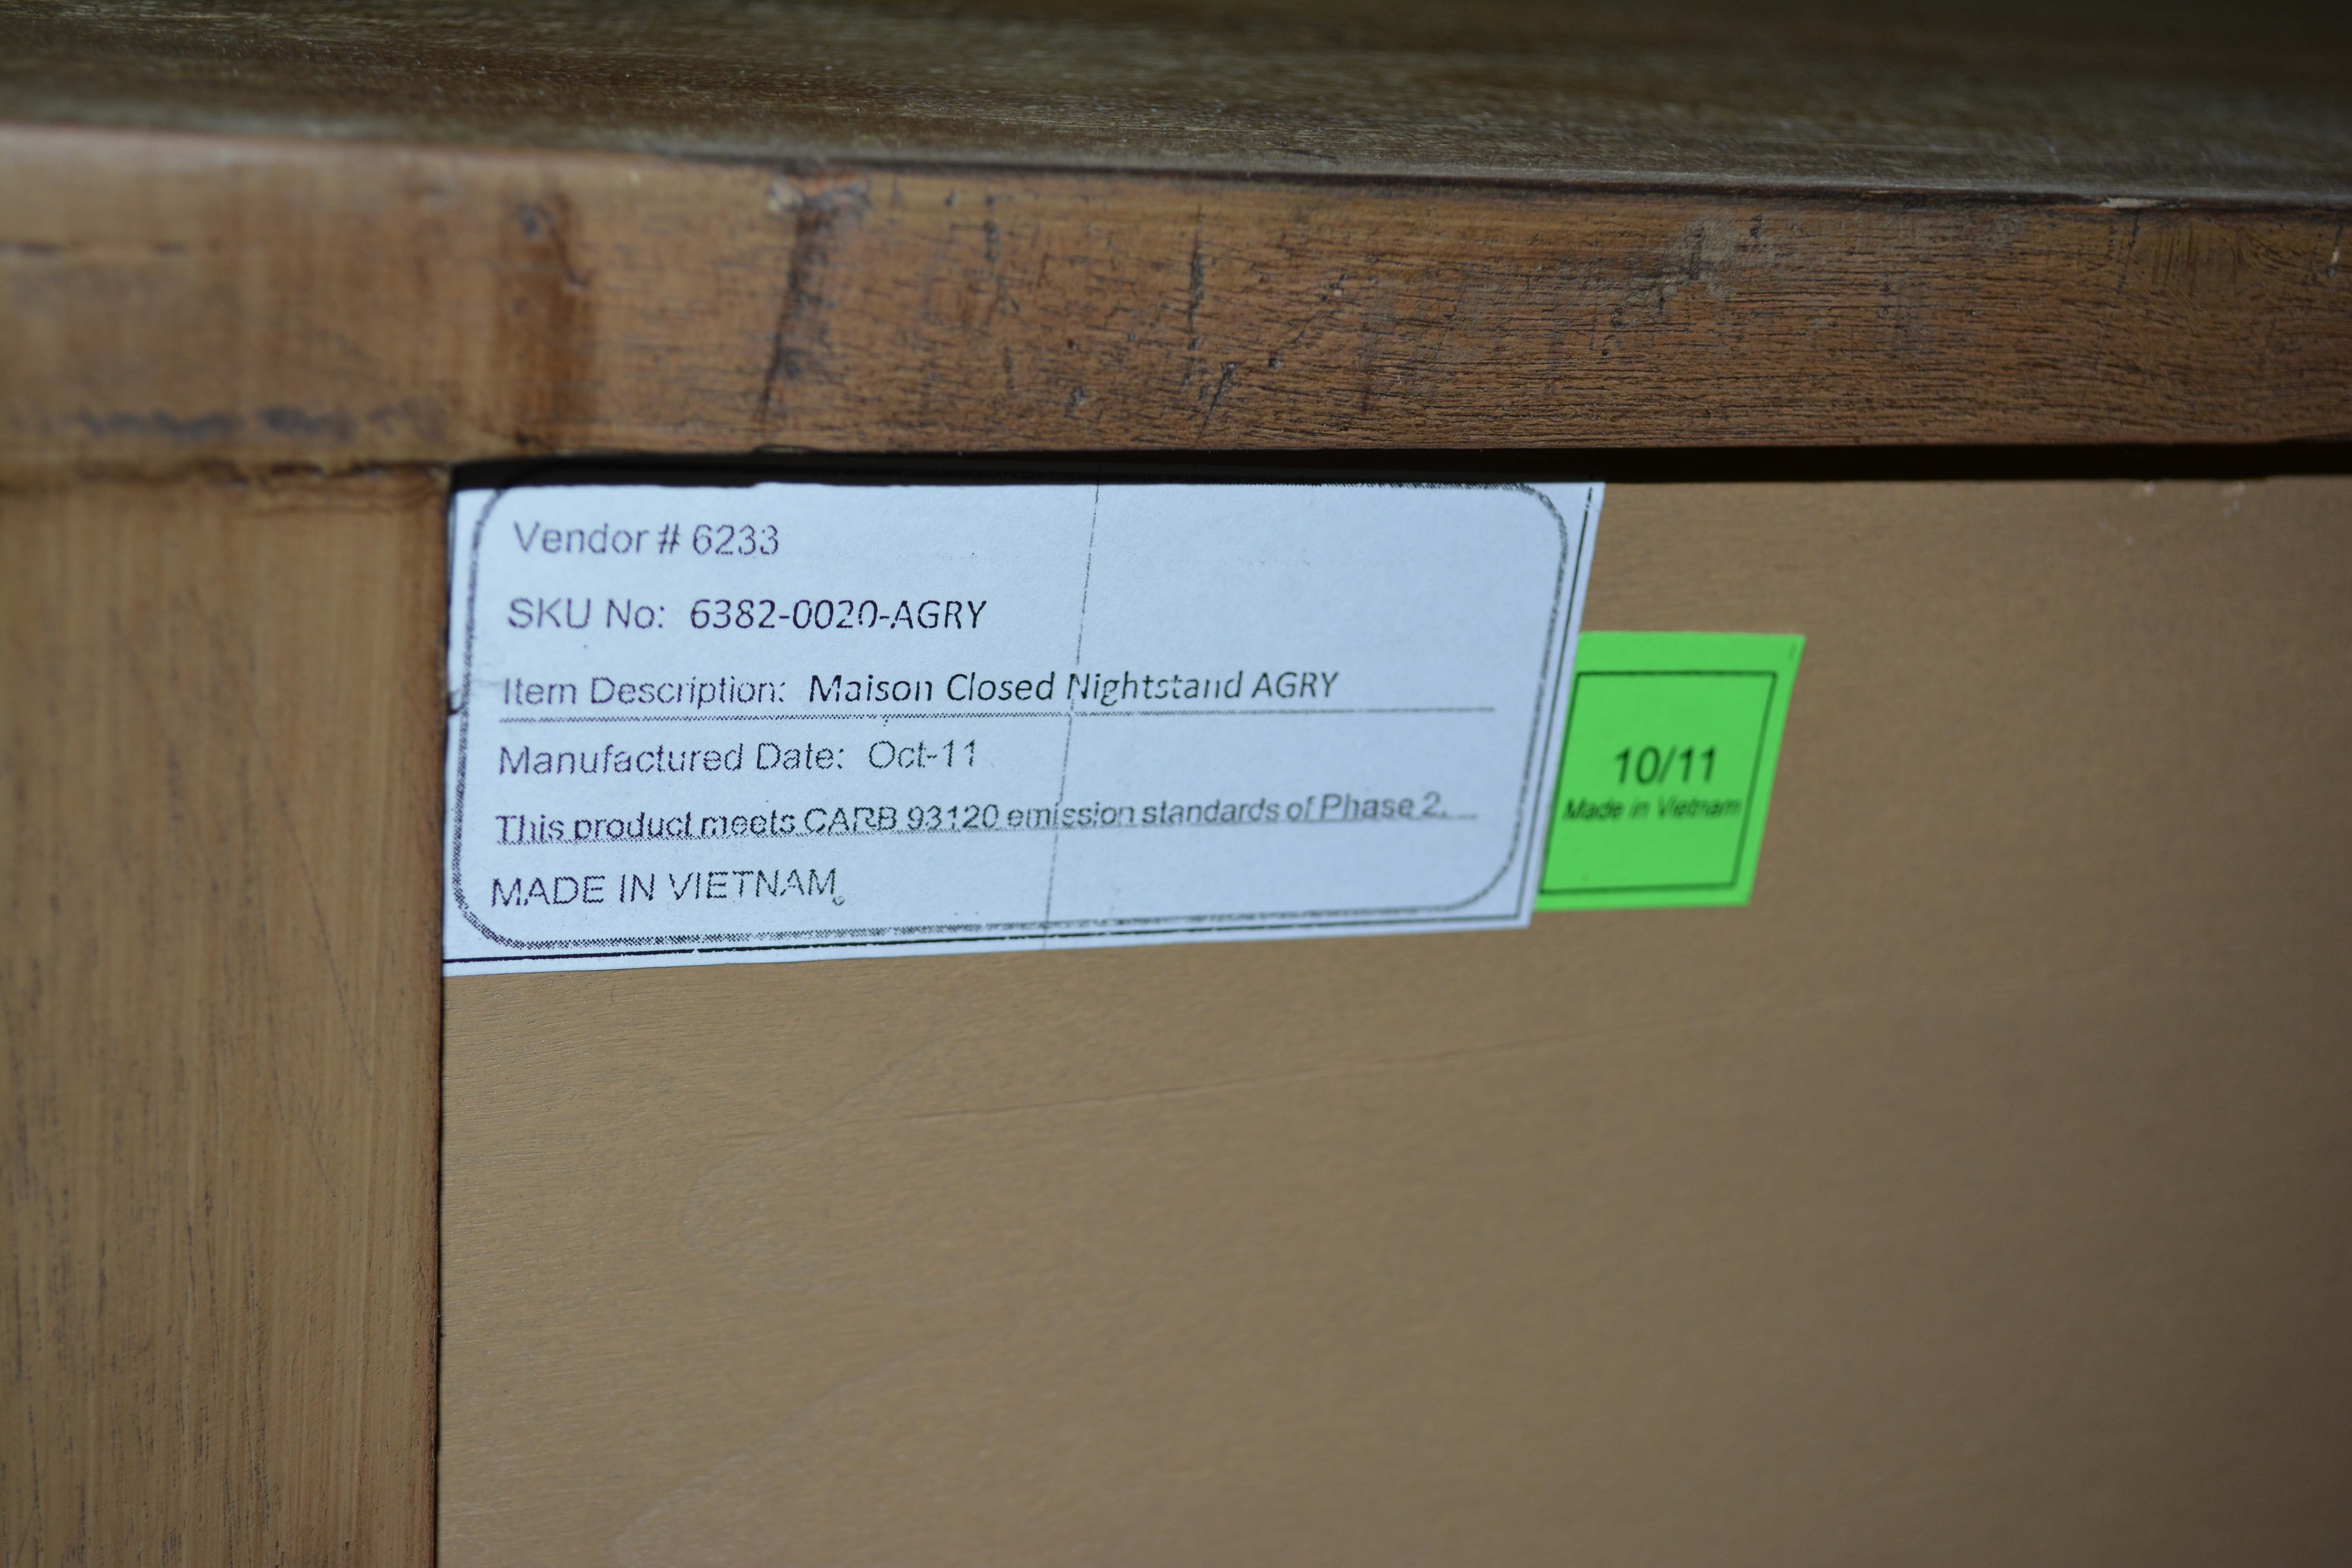 Vendor # 6233
SKU No: 6382-0020-AGRY
Item Description: Maison Closed Nightstand AGRY
Manufactured Date: Oct-11
This product meets CARB 93120 emission standards of Phase 2.
MADE IN VIETNAM
10/11
Made in Vietnam